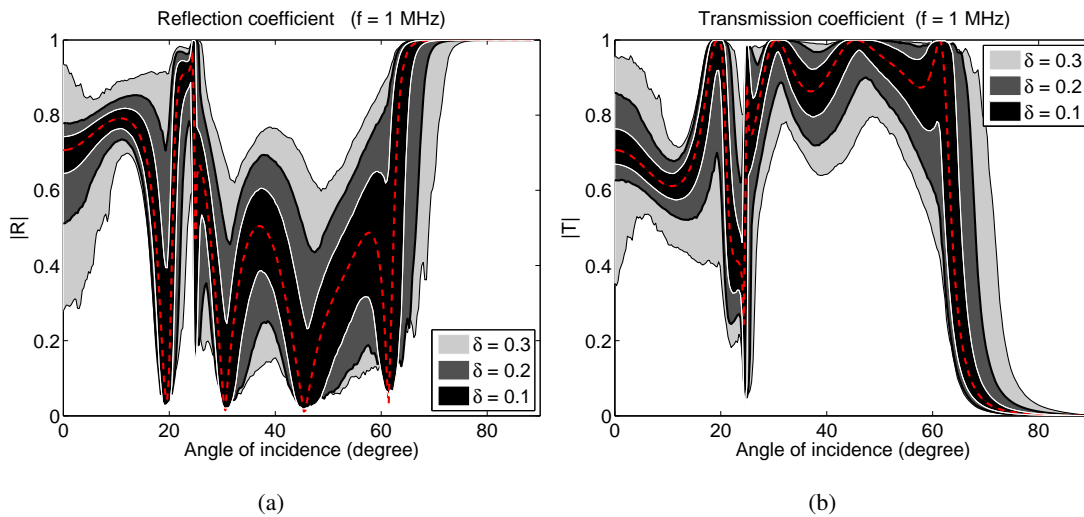 Reflection coefficient (f = 1 MHz)
1
0.8
0.6
0.4
0.2
0
|R|
δ = 0.3
δ = 0.2
δ = 0.1
0 20 40 60 80
Angle of incidence (degree)
(a)
Transmission coefficient (f = 1 MHz)
1
0.8
0.6
0.4
0.2
0
|T|
δ = 0.3
δ = 0.2
δ = 0.1
0 20 40 60 80
Angle of incidence (degree)
(b)